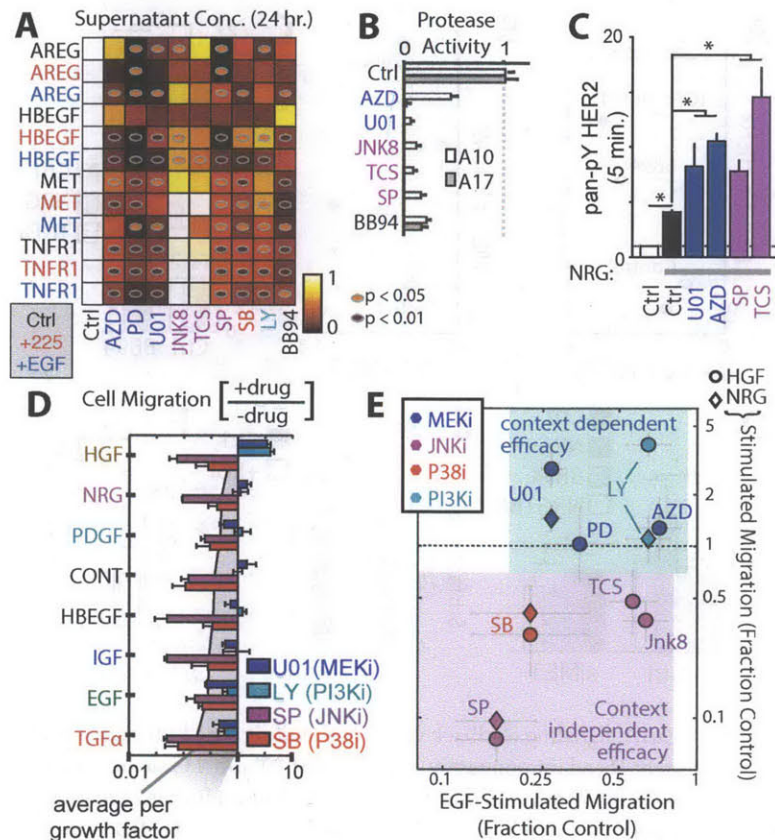 A
Supernatant Conc. (24 hr.)
AREG
AREG
AREG
HBEGF
HBEGF
HBEGF
MET
MET
MET
TNFR1
TNFR1
TNFR1
Ctrl
+225
+EGF
Ctrl
AZD
PD
U01
JNK8
TCS
SP
SB
LY
BB94
1
0
p < 0.05
p < 0.01
B
Protease
Activity
0
1
Ctrl
AZD
U01
JNK8
TCS
SP
BB94
A10
A17
C
pan-pY HER2
(5 min.)
20
10
0
*
*
*
NRG:
Ctrl
Ctrl
U01
AZD
SP
TCS
D
Cell Migration [+drug
-drug]
HGF
NRG
PDGF
CONT
HBEGF
IGF
EGF
TGFα
U01(MEKi)
LY (PI3Ki)
SP (JNKi)
SB (P38i)
0.01
1
10
average per
growth factor
E
HGF
NRG
MEKi
JNKi
P38i
PI3Ki
context dependent
efficacy
U01
LY
AZD
PD
TCS
SB
Jnk8
SP
Context
independent
efficacy
5
2
1
0.5
0.1
Stimulated Migration (Fraction Control)
0.1
0.25
0.5
1
EGF-Stimulated Migration
(Fraction Control)